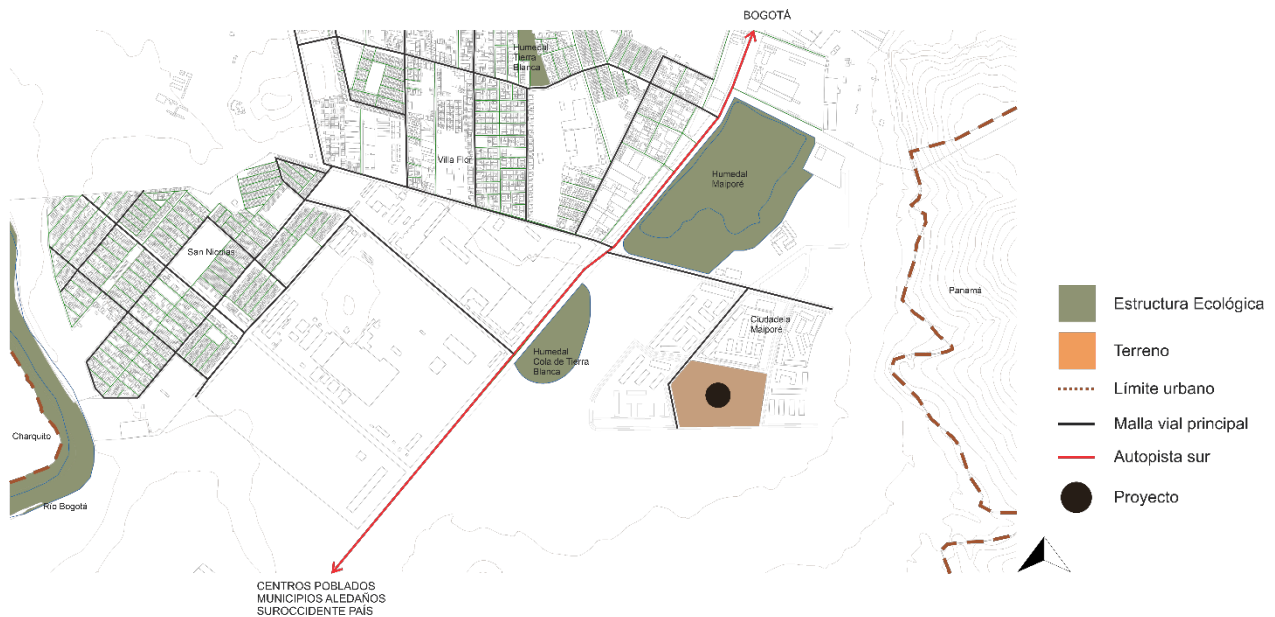 BOGOTÁ
Humedal
Tierra
Blanca
Villa Flor
Humedal
Maiporé
San Nicolas
Panamá
Ciudadela
Maiporé
Humedal
Cola de Tierra
Blanca
Charquito
Río Bogotá
CENTROS POBLADOS
MUNICIPIOS ALEDAÑOS
SUROCCIDENTE PAÍS
Estructura Ecológica
Terreno
Límite urbano
Malla vial principal
Autopista sur
Proyecto